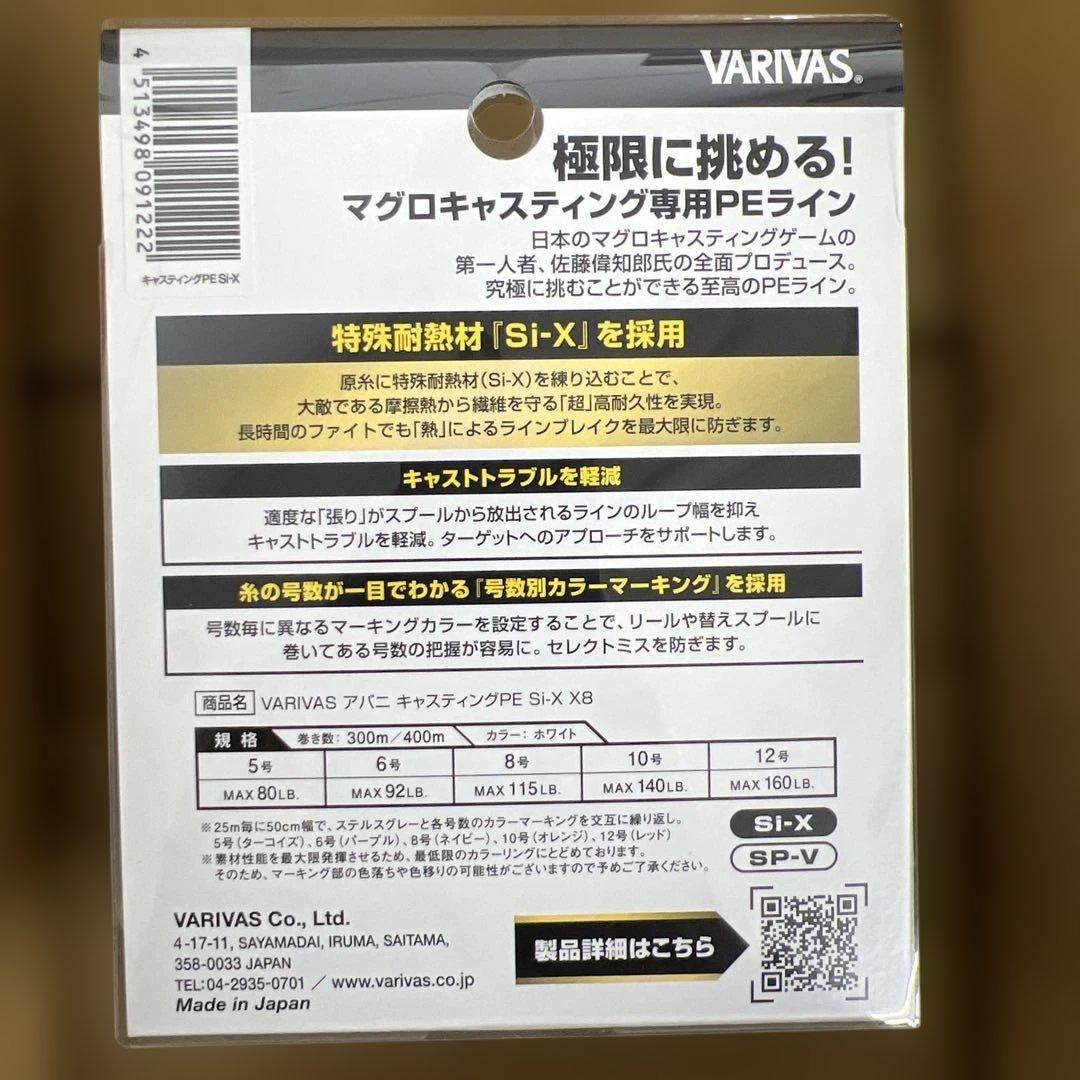 VARIVAS®
4 513498 091222
キャスティングPE Si-X
極限に挑める!
マグロキャスティング専用PEライン
日本のマグロキャスティングゲームの
第一人者、佐藤偉知郎氏の全面プロデュース。
究極に挑むことができる至高のPEライン。
特殊耐熱材『Si-X』を採用
原糸に特殊耐熱材(Si-X)を練り込むことで、
大敵である摩擦熱から繊維を守る「超」高耐久性を実現。
長時間のファイトでも「熱」によるラインブレイクを最大限に防ぎます。
キャストトラブルを軽減
適度な「張り」がスプールから放出されるラインのループ幅を抑え
キャストトラブルを軽減。ターゲットへのアプローチをサポートします。
糸の号数が一目でわかる『号数別カラーマーキング』を採用
号数毎に異なるマーキングカラーを設定することで、リールや替えスプールに
巻いてある号数の把握が容易に。セレクトミスを防ぎます。
商品名 VARIVAS アバニ キャスティングPE Si-X X8
規格 巻き数:300m/400m カラー:ホワイト
5号 6号 8号 10号 12号
MAX 80LB. MAX 92LB. MAX 115LB. MAX 140LB. MAX 160LB.
※25m毎に50cm幅で、ステルスグレーと各号数のカラーマーキングを交互に繰り返し。
5号(ターコイズ)、6号(パープル)、8号(ネイビー)、10号(オレンジ)、12号(レッド)
※素材性能を最大限発揮させるため、最低限のカラーリングにとどめております。
そのため、マーキング部の色落ちや色移りの可能性がございますので予めご了承ください。
Si-X
SP-V
VARIVAS Co., Ltd.
4-17-11, SAYAMADAI, IRUMA, SAITAMA,
358-0033 JAPAN
TEL:04-2935-0701 / www.varivas.co.jp
Made in Japan
製品詳細はこちら